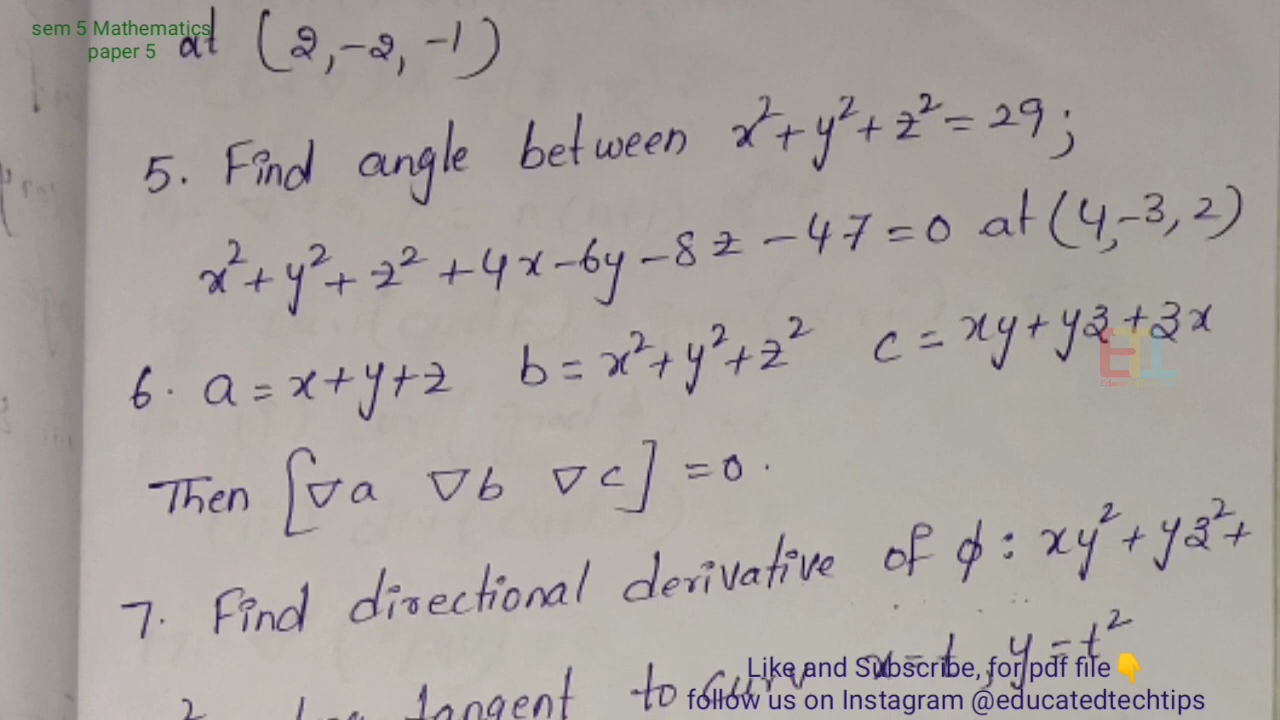 sem 5 Mathematics
paper 5
at (2,-2,-1)
5. Find angle between x²+y²+z²=29;
x²+y²+z²+4x-6y-8z-47=0 at (4,-3,2)
6. a=x+y+z b=x²+y²+z² c=xy+yz+zx
Then [∇a ∇b ∇c]=0.
7. Find directional derivative of ϕ: xy²+yz²+
tangent to x=t, y=t²
Like and Subscribe, for pdf file👇
follow us on Instagram @educatedtechtips